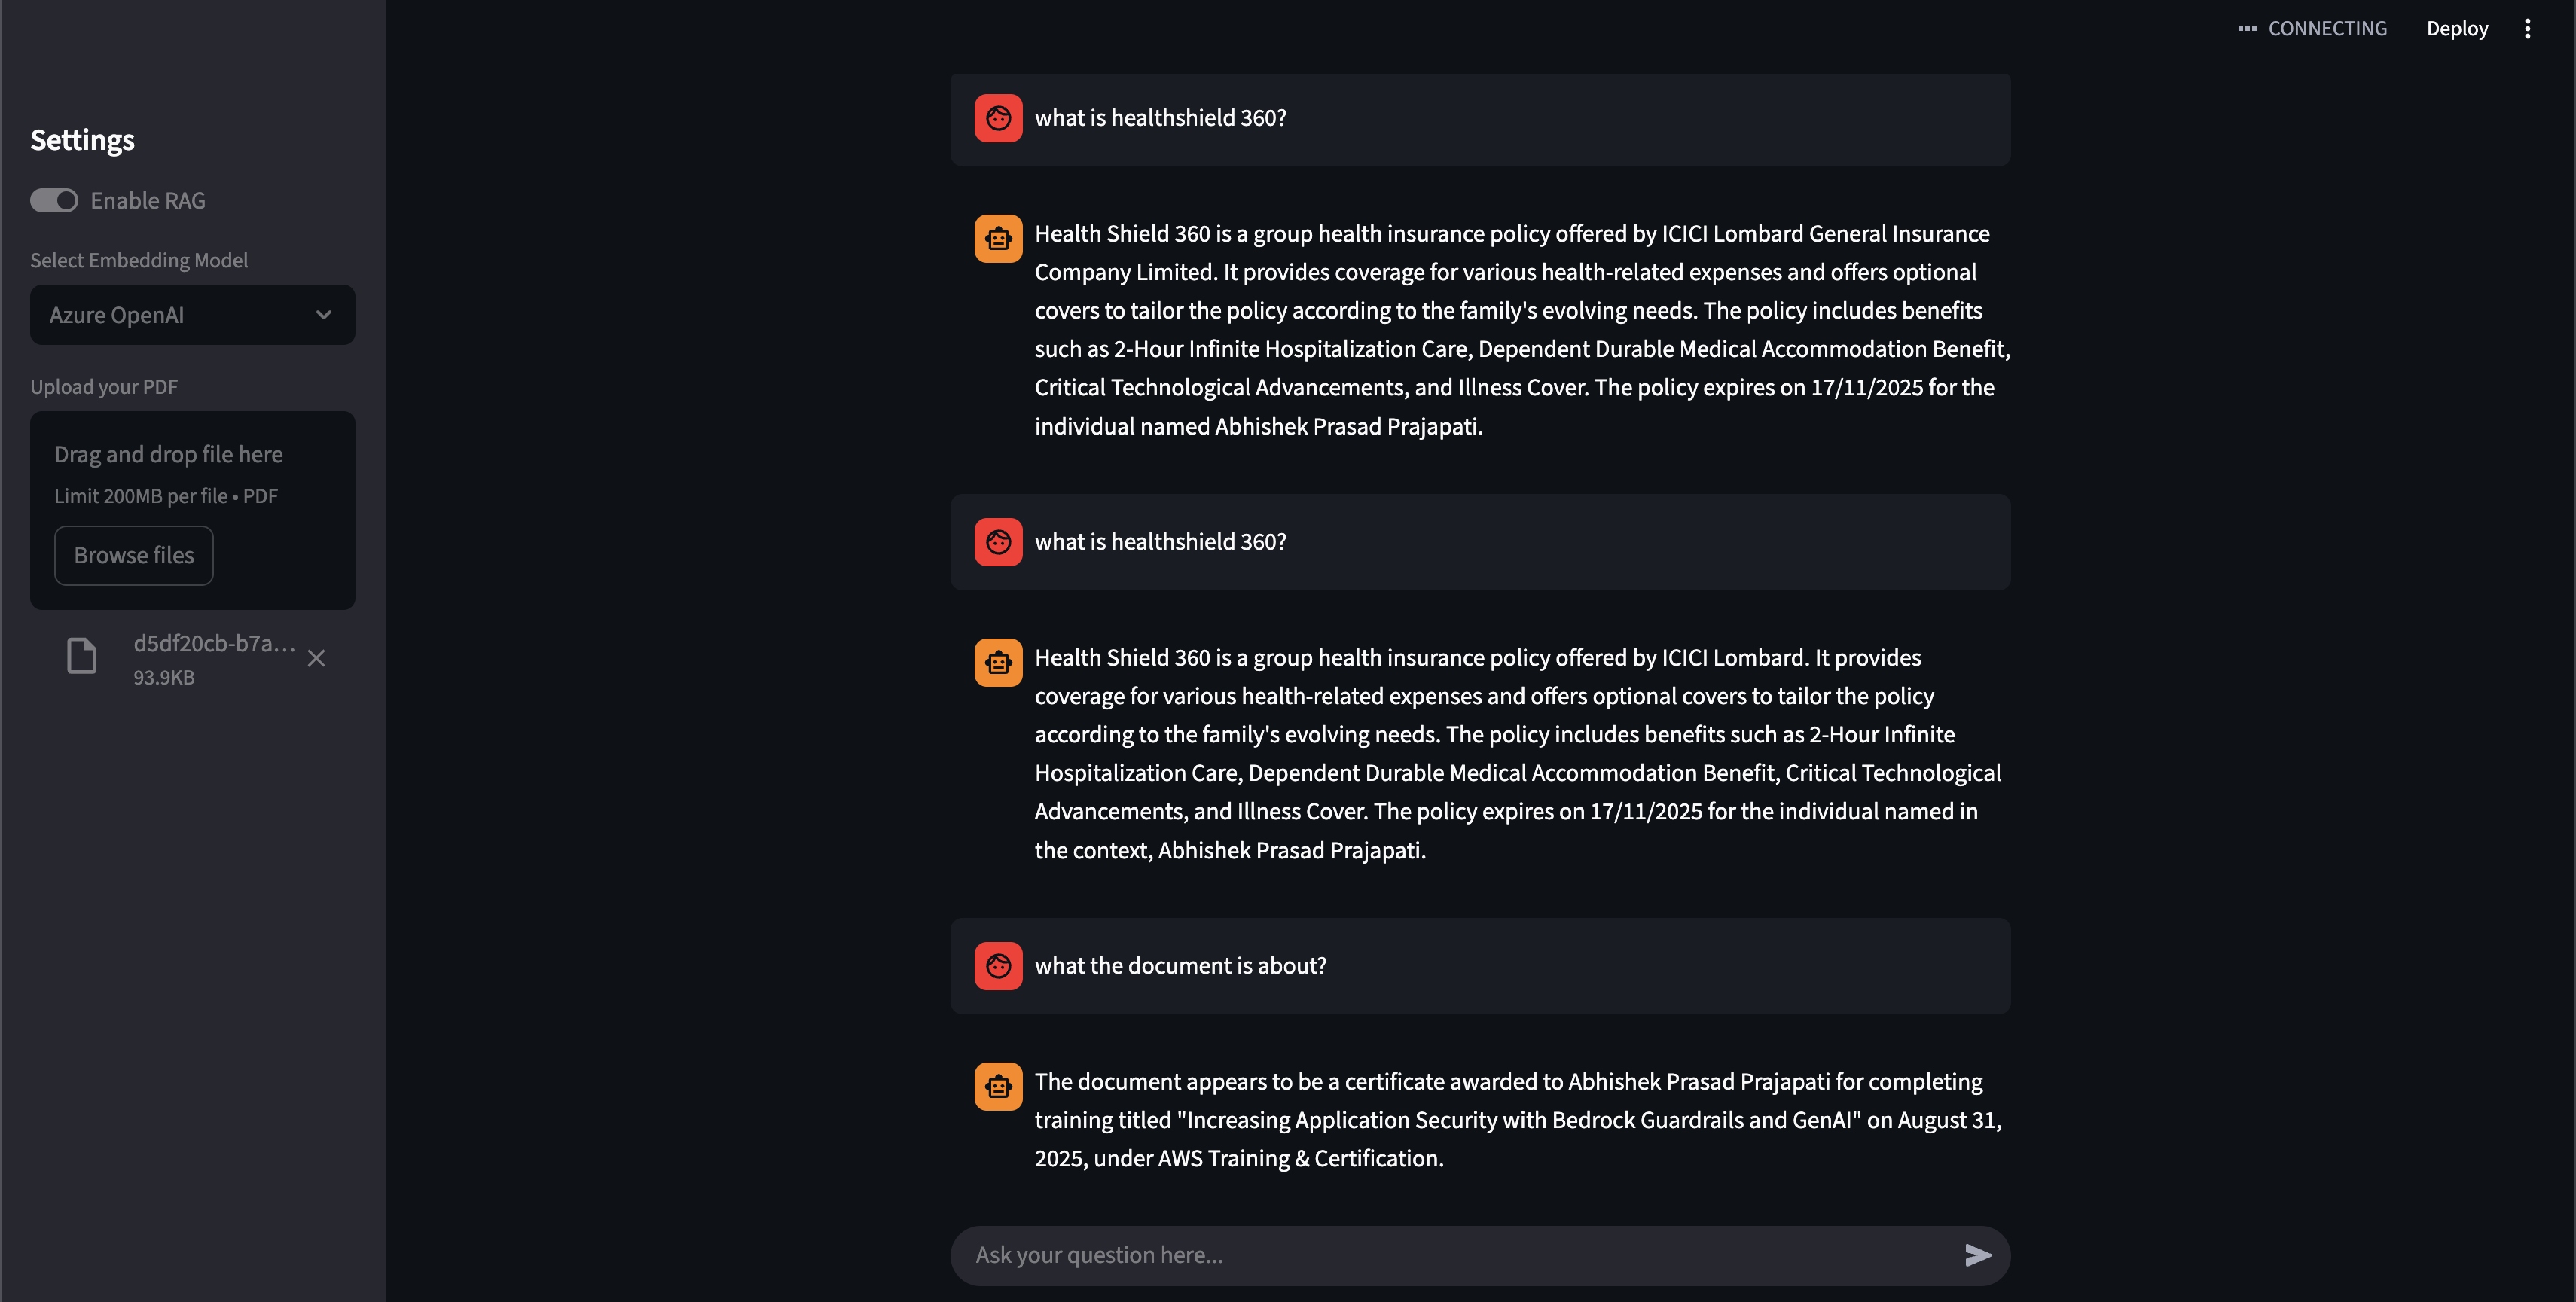 CONNECTING
Deploy
Settings
Enable RAG
Select Embedding Model
Azure OpenAI
Upload your PDF
Drag and drop file here
Limit 200MB per file • PDF
Browse files
d5df20cb-b7a...
93.9KB
what is healthshield 360?
Health Shield 360 is a group health insurance policy offered by ICICI Lombard General Insurance
Company Limited. It provides coverage for various health-related expenses and offers optional
covers to tailor the policy according to the family's evolving needs. The policy includes benefits
such as 2-Hour Infinite Hospitalization Care, Dependent Durable Medical Accommodation Benefit,
Critical Technological Advancements, and Illness Cover. The policy expires on 17/11/2025 for the
individual named Abhishek Prasad Prajapati.
what is healthshield 360?
Health Shield 360 is a group health insurance policy offered by ICICI Lombard. It provides
coverage for various health-related expenses and offers optional covers to tailor the policy
according to the family's evolving needs. The policy includes benefits such as 2-Hour Infinite
Hospitalization Care, Dependent Durable Medical Accommodation Benefit, Critical Technological
Advancements, and Illness Cover. The policy expires on 17/11/2025 for the individual named in
the context, Abhishek Prasad Prajapati.
what the document is about?
The document appears to be a certificate awarded to Abhishek Prasad Prajapati for completing
training titled "Increasing Application Security with Bedrock Guardrails and GenAI" on August 31,
2025, under AWS Training & Certification.
Ask your question here...